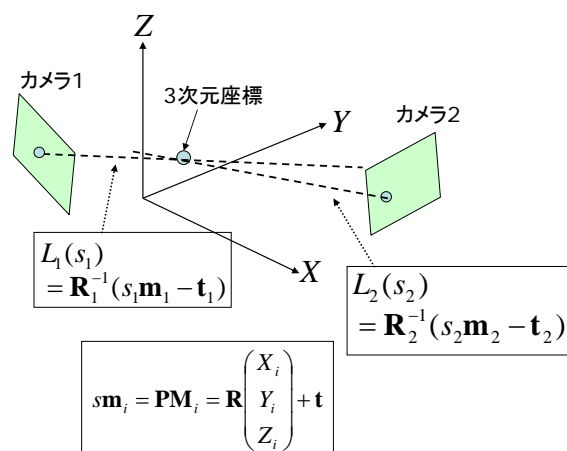 Z
カメラ1
3次元座標
Y
カメラ2
X
L₁(s₁)
= R₁⁻¹(s₁m₁ − t₁)
L₂(s₂)
= R₂⁻¹(s₂m₂ − t₂)
smᵢ = PMᵢ = R(Xᵢ Yᵢ Zᵢ) + t